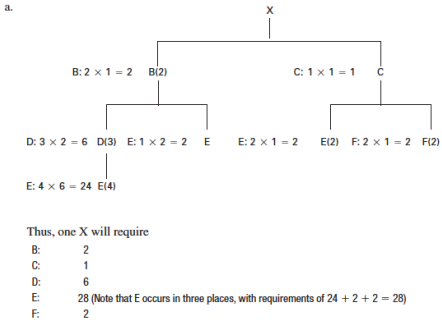 a.
X
B: 2 × 1 = 2 B(2) C: 1 × 1 = 1 C
D: 3 × 2 = 6 D(3) E: 1 × 2 = 2 E E: 2 × 1 = 2 E(2) F: 2 × 1 = 2 F(2)
E: 4 × 6 = 24 E(4)
Thus, one X will require
B: 2
C: 1
D: 6
E: 28 (Note that E occurs in three places, with requirements of 24 + 2 + 2 = 28)
F: 2